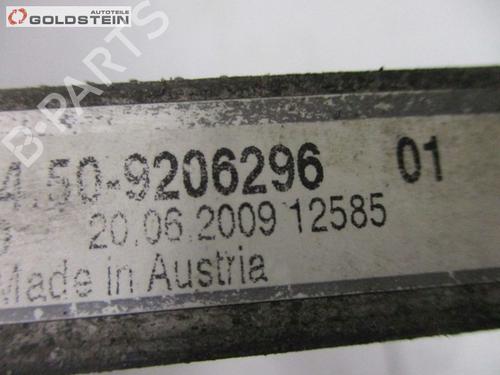 AUTOTEILE
GOLDSTEIN
B-PARTS
4.50-9206296 01
20.06.2009 12585
Made in Austria